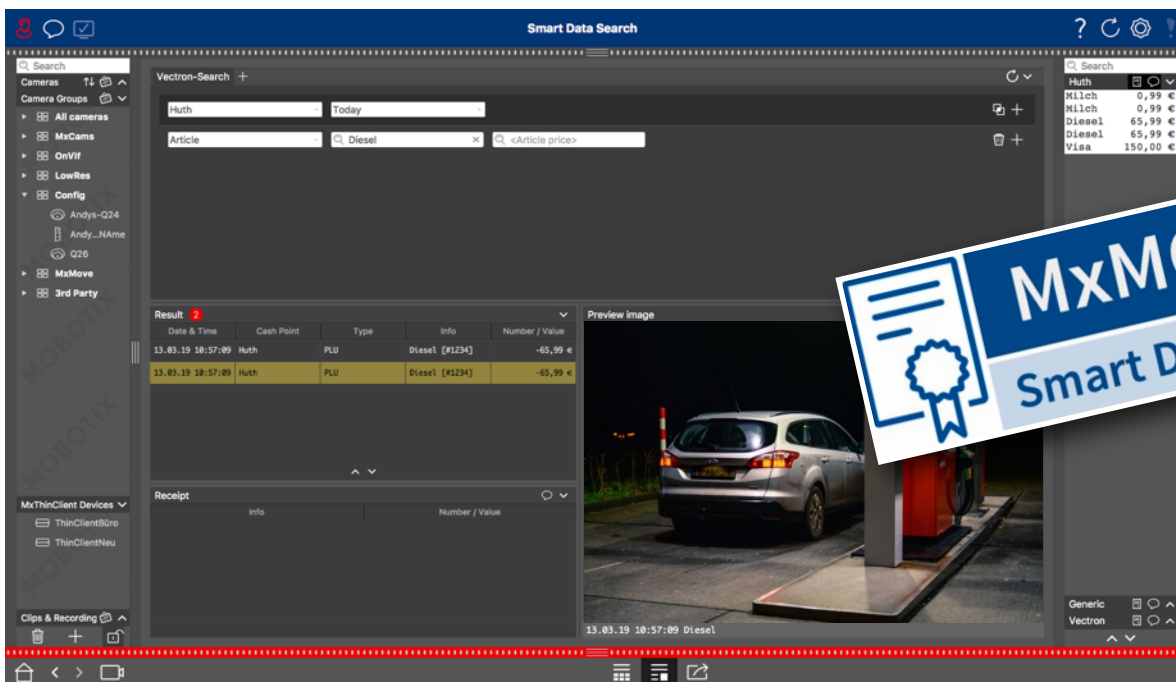 Smart Data Search
?
Search
Cameras
Camera Groups
All cameras
MxCams
OnVif
LowRes
Config
Andys-Q24
Andy...NAme
Q26
MxMove
3rd Party
MxThinClient Devices
ThinClientBüro
ThinClientNeu
Clips & Recording
Vectron-Search +
Huth Today
Article Diesel <Article price>
Result 2
Date & Time Cash Point Type Info Number / Value
13.03.19 10:57:09 Huth PLU Diesel [#1234] -65,99 €
13.03.19 10:57:09 Huth PLU Diesel [#1234] -65,99 €
Receipt
Info Number / Value
Preview image
13.03.19 10:57:09 Diesel
Search
Huth
Milch 0,99 €
Milch 0,99 €
Diesel 65,99 €
Diesel 65,99 €
Visa 150,00 €
Generic
Vectron
MOBOTIX
MOBOTIX
MOBOTIX
MOBOTIX